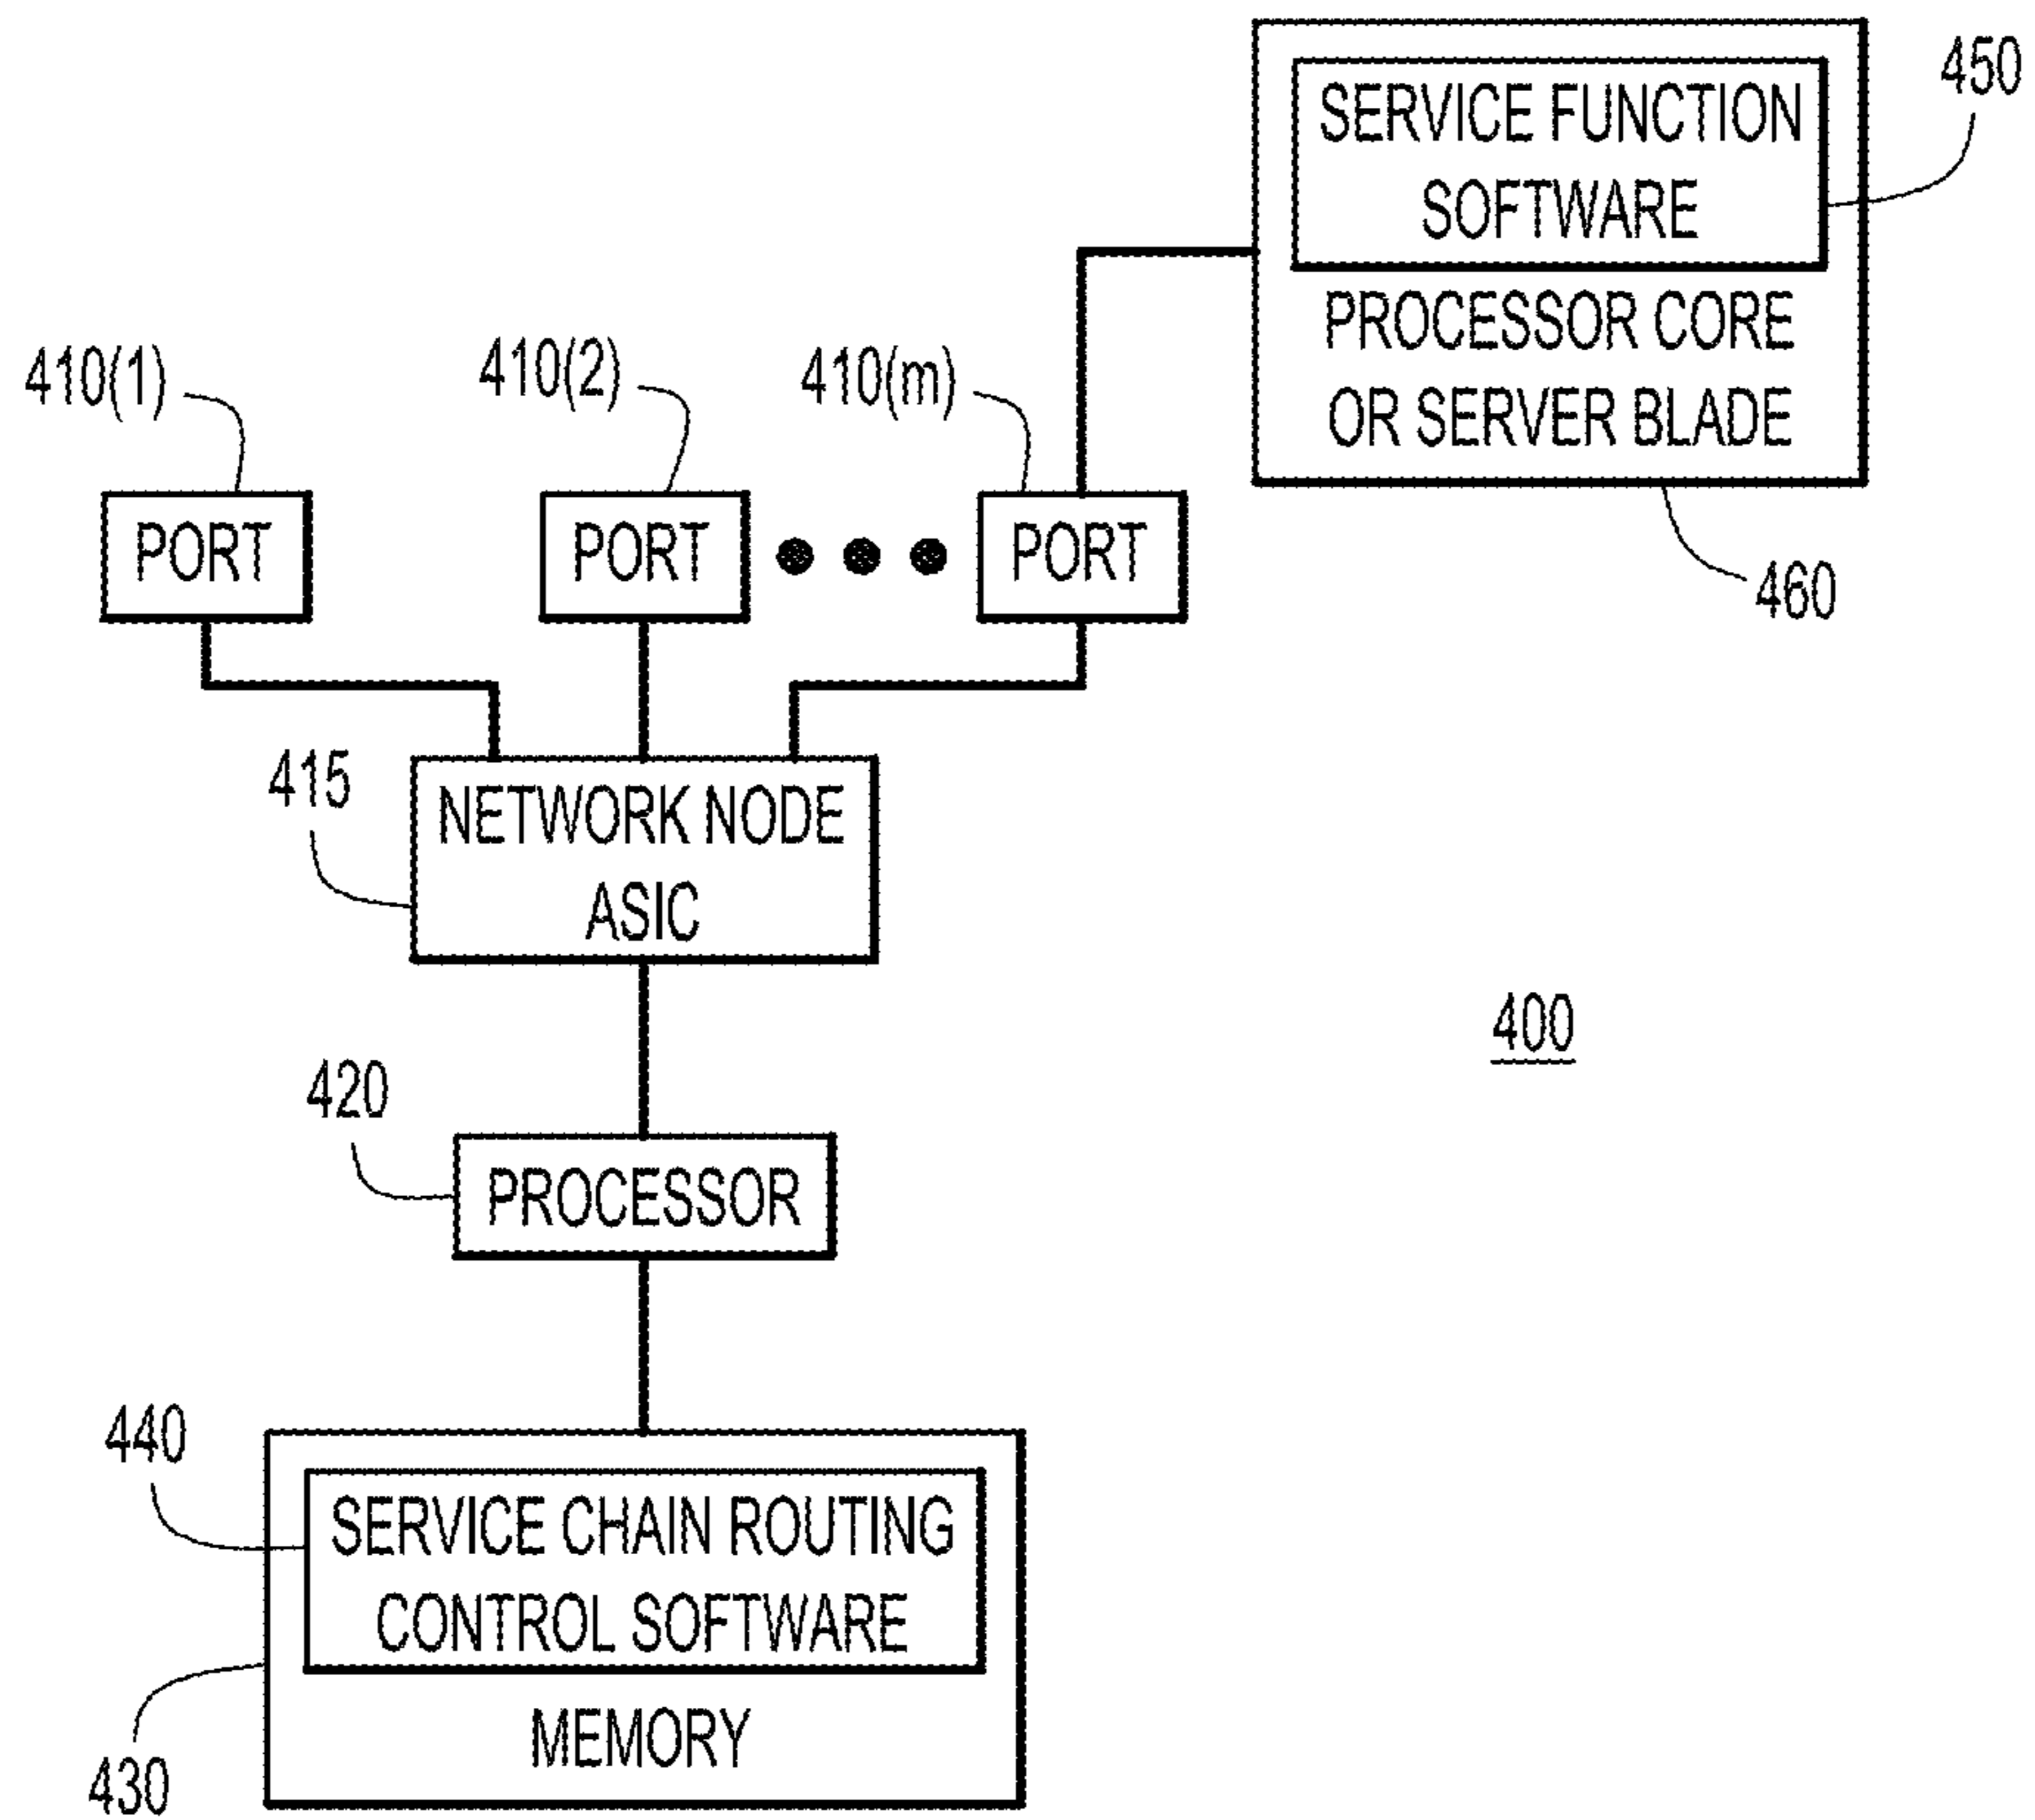 450
SERVICE FUNCTION
SOFTWARE
PROCESSOR CORE
OR SERVER BLADE
460
410(1)
410(2)
410(m)
PORT
PORT
PORT
415
NETWORK NODE
ASIC
400
420
PROCESSOR
440
SERVICE CHAIN ROUTING
CONTROL SOFTWARE
MEMORY
430